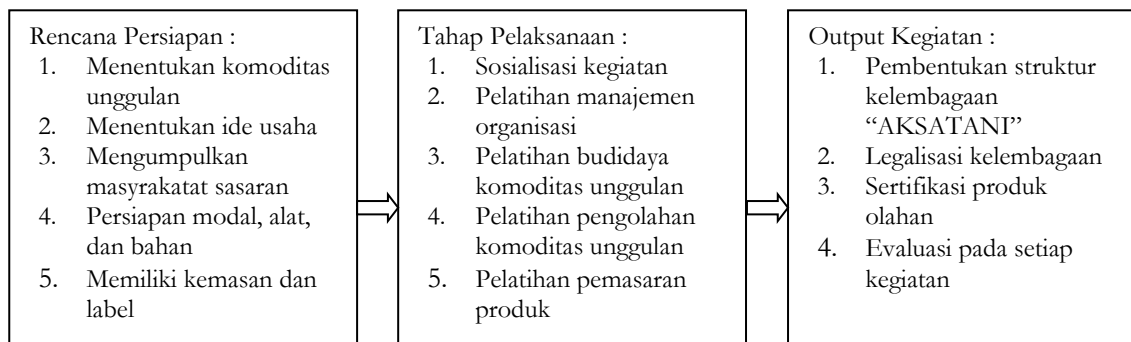 Rencana Persiapan :
1. Menentukan komoditas
unggulan
2. Menentukan ide usaha
3. Mengumpulkan
masyrakatat sasaran
4. Persiapan modal, alat,
dan bahan
5. Memiliki kemasan dan
label
Tahap Pelaksanaan :
1. Sosialisasi kegiatan
2. Pelatihan manajemen
organisasi
3. Pelatihan budidaya
komoditas unggulan
4. Pelatihan pengolahan
komoditas unggulan
5. Pelatihan pemasaran
produk
Output Kegiatan :
1. Pembentukan struktur
kelembagaan
“AKSATANI”
2. Legalisasi kelembagaan
3. Sertifikasi produk
olahan
4. Evaluasi pada setiap
kegiatan